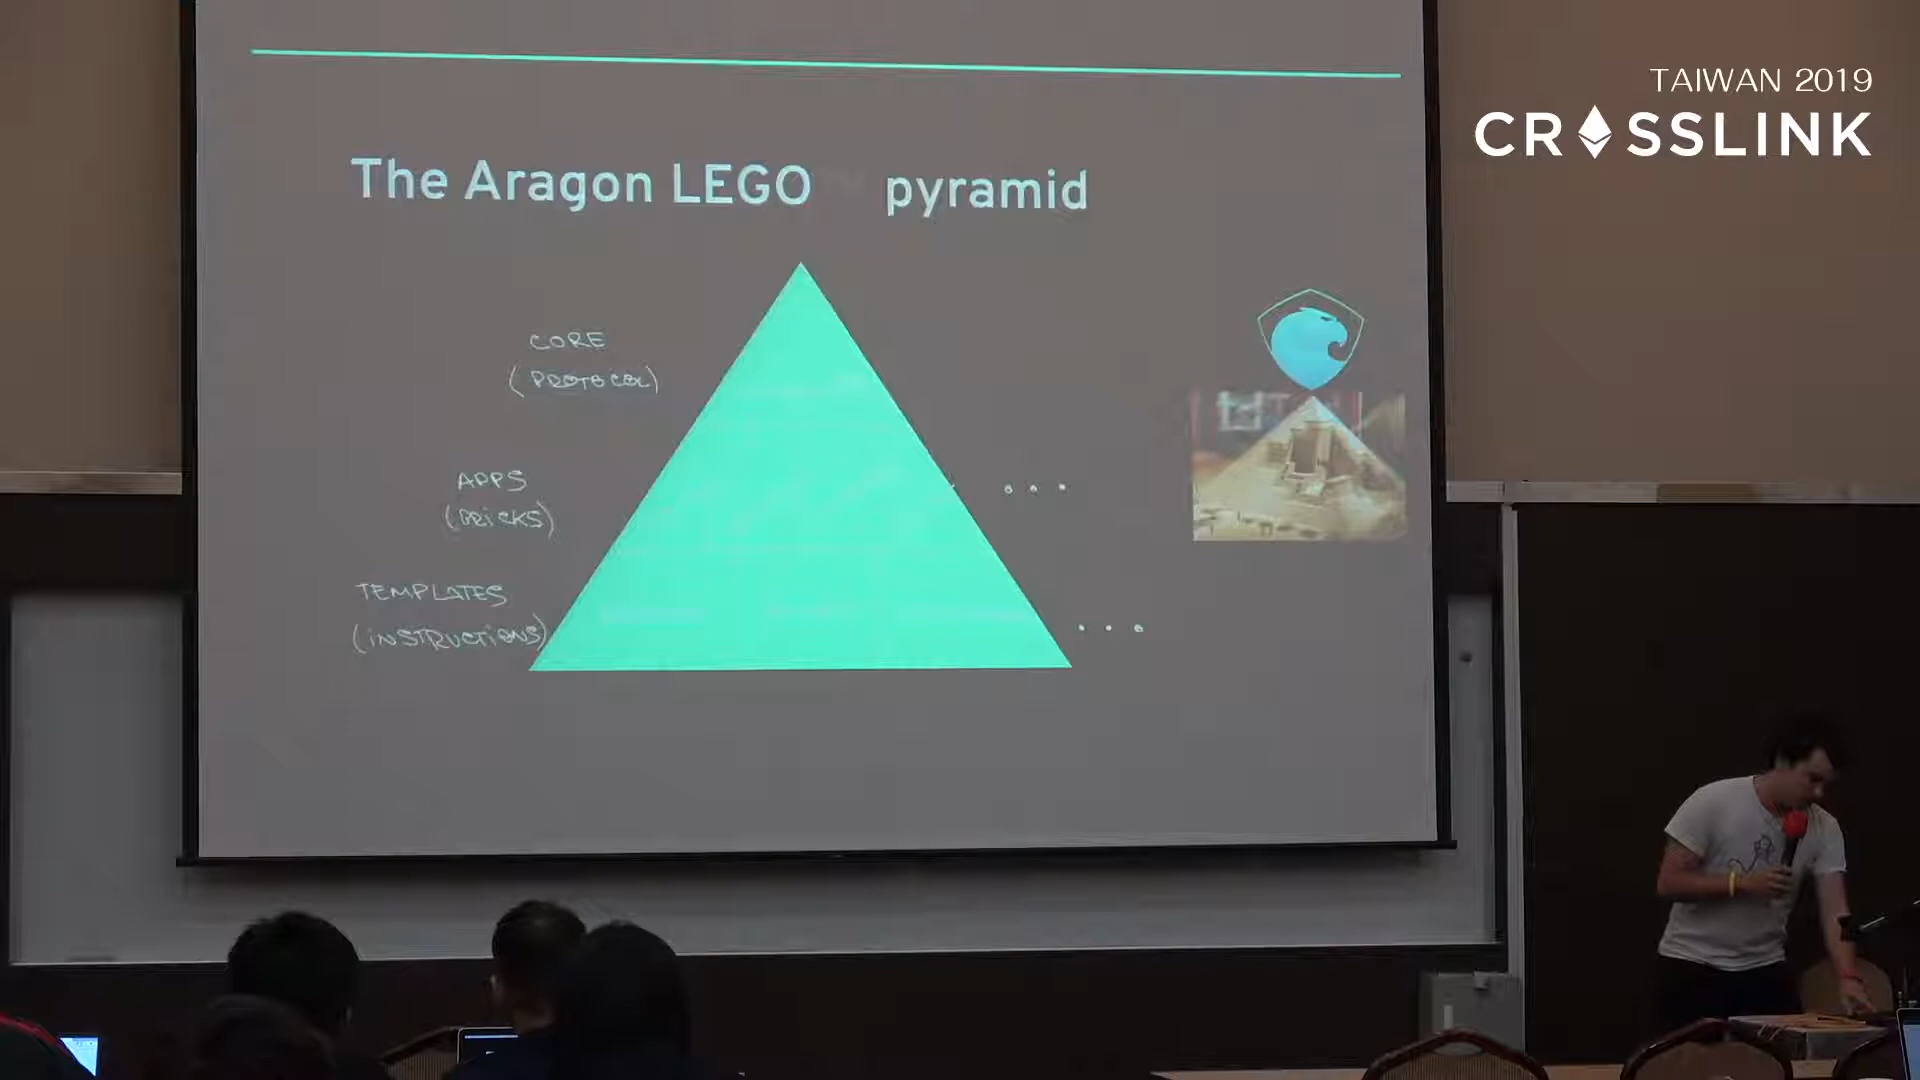 TAIWAN 2019
CROSSLINK
The Aragon LEGO pyramid
CORE
(PROTOCOL)
APPS
(BRICKS)
...
TEMPLATES
(INSTRUCTIONS)
...